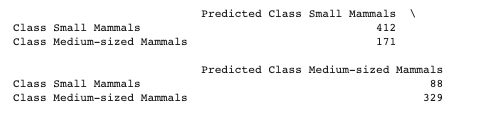 Predicted Class Small Mammals \
Class Small Mammals 412
Class Medium-sized Mammals 171
Predicted Class Medium-sized Mammals
Class Small Mammals 88
Class Medium-sized Mammals 329